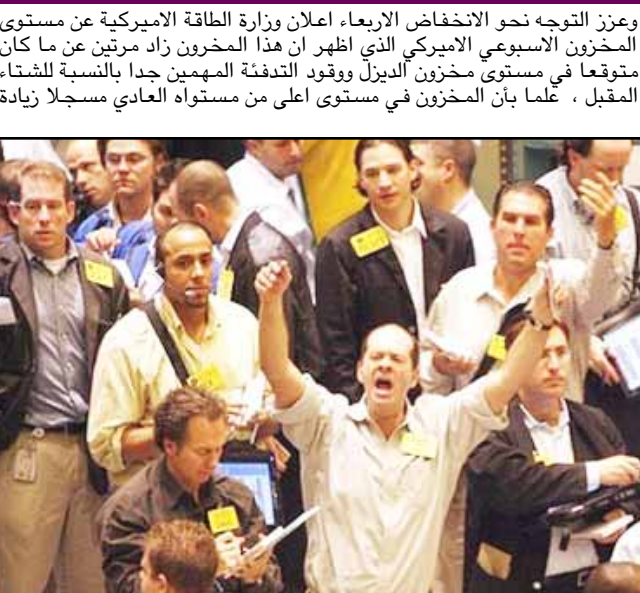 وعزز التوجه نحو الانخفاض الاربعاء اعلان وزارة الطاقة الاميركية عن مستوى
المخزون الاسبوعي الاميركي الذي اظهر ان هذا المخرون زاد مرتين عن ما كان
متوقعا في مستوى مخزون الديزل ووقود التدفئة المهمين جدا بالنسبة للشتاء
المقبل ، علما بأن المخزون في مستوى اعلى من مستواه العادي مسجلا زيادة